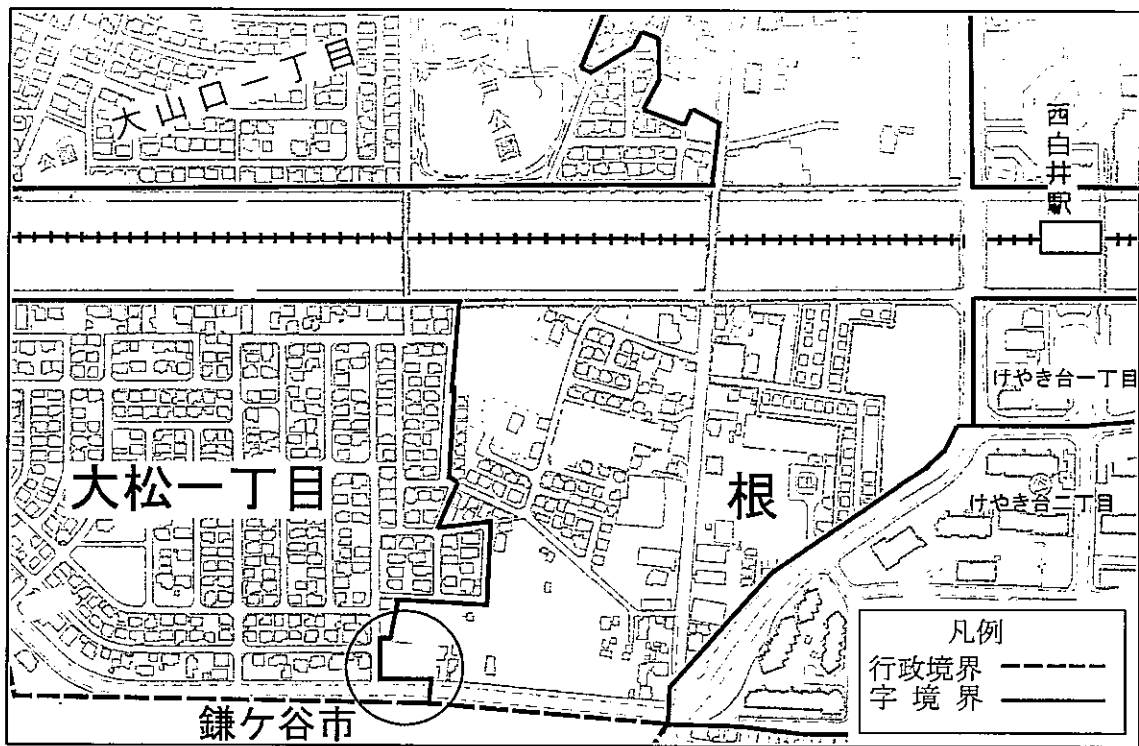 大山口一丁目
公園
木戸公園
西白井駅
けやき台一丁目
大松一丁目
根
けやき台二丁目
凡例
行政境界
字境界
鎌ケ谷市